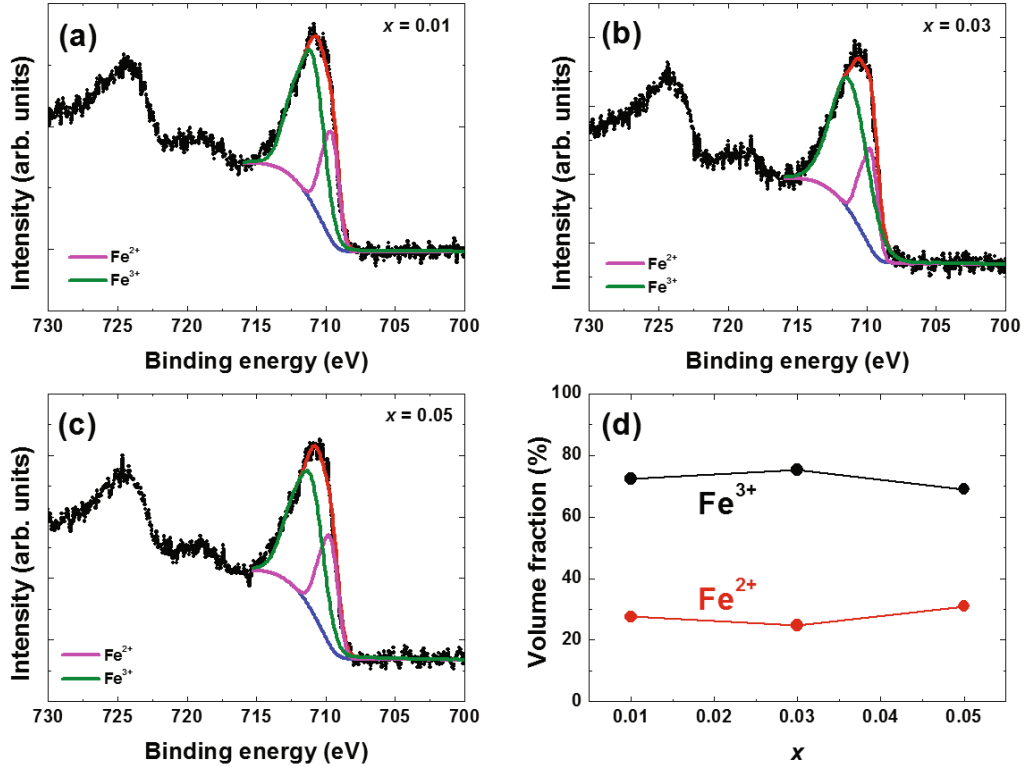 (a)
x = 0.01
Intensity (arb. units)
Fe²⁺
Fe³⁺
730 725 720 715 710 705 700
Binding energy (eV)
(b)
x = 0.03
Intensity (arb. units)
Fe²⁺
Fe³⁺
730 725 720 715 710 705 700
Binding energy (eV)
(c)
x = 0.05
Intensity (arb. units)
Fe²⁺
Fe³⁺
730 725 720 715 710 705 700
Binding energy (eV)
(d)
Volume fraction (%)
100
80
60
40
20
0
Fe³⁺
Fe²⁺
0.01 0.02 0.03 0.04 0.05
x